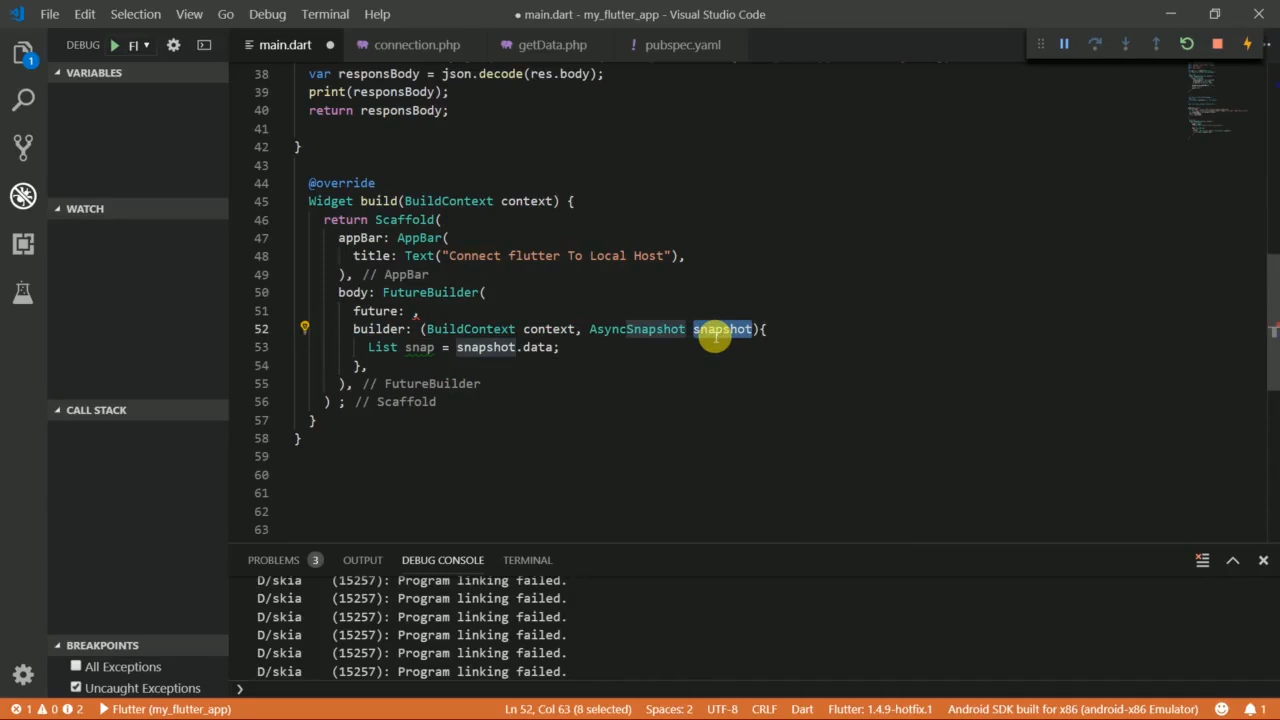 File Edit Selection View Go Debug Terminal Help
● main.dart - my_flutter_app - Visual Studio Code
DEBUG Fl
main.dart connection.php getData.php pubspec.yaml
1
VARIABLES
WATCH
CALL STACK
BREAKPOINTS
All Exceptions
Uncaught Exceptions
38 var responsBody = json.decode(res.body);
39 print(responsBody);
40 return responsBody;
41
42 }
43
44 @override
45 Widget build(BuildContext context) {
46 return Scaffold(
47 appBar: AppBar(
48 title: Text("Connect flutter To Local Host"),
49 ), // AppBar
50 body: FutureBuilder(
51 future: ,
52 builder: (BuildContext context, AsyncSnapshot snapshot){
53 List snap = snapshot.data;
54 },
55 ), // FutureBuilder
56 ) ; // Scaffold
57 }
58 }
59
60
61
62
63
PROBLEMS 3 OUTPUT DEBUG CONSOLE TERMINAL
D/skia (15257): Program linking failed.
D/skia (15257): Program linking failed.
D/skia (15257): Program linking failed.
D/skia (15257): Program linking failed.
D/skia (15257): Program linking failed.
D/skia (15257): Program linking failed.
1 0 2 Flutter (my_flutter_app) Ln 52, Col 63 (8 selected) Spaces: 2 UTF-8 CRLF Dart Flutter: 1.4.9-hotfix.1 Android SDK built for x86 (android-x86 Emulator) 1